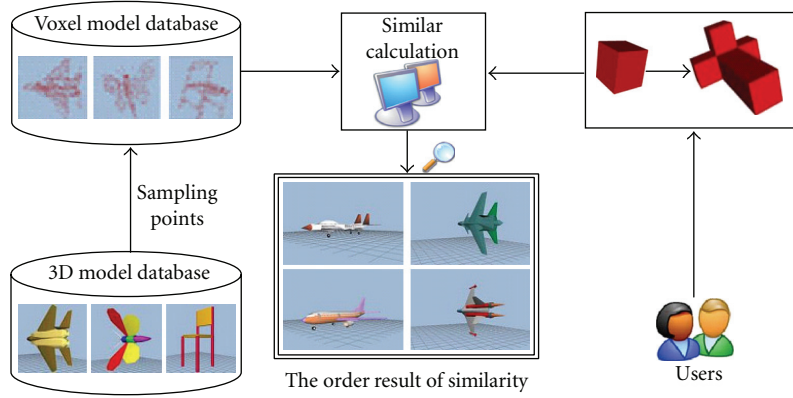 Voxel model database
Similar
calculation
Sampling
points
3D model database
The order result of similarity
Users